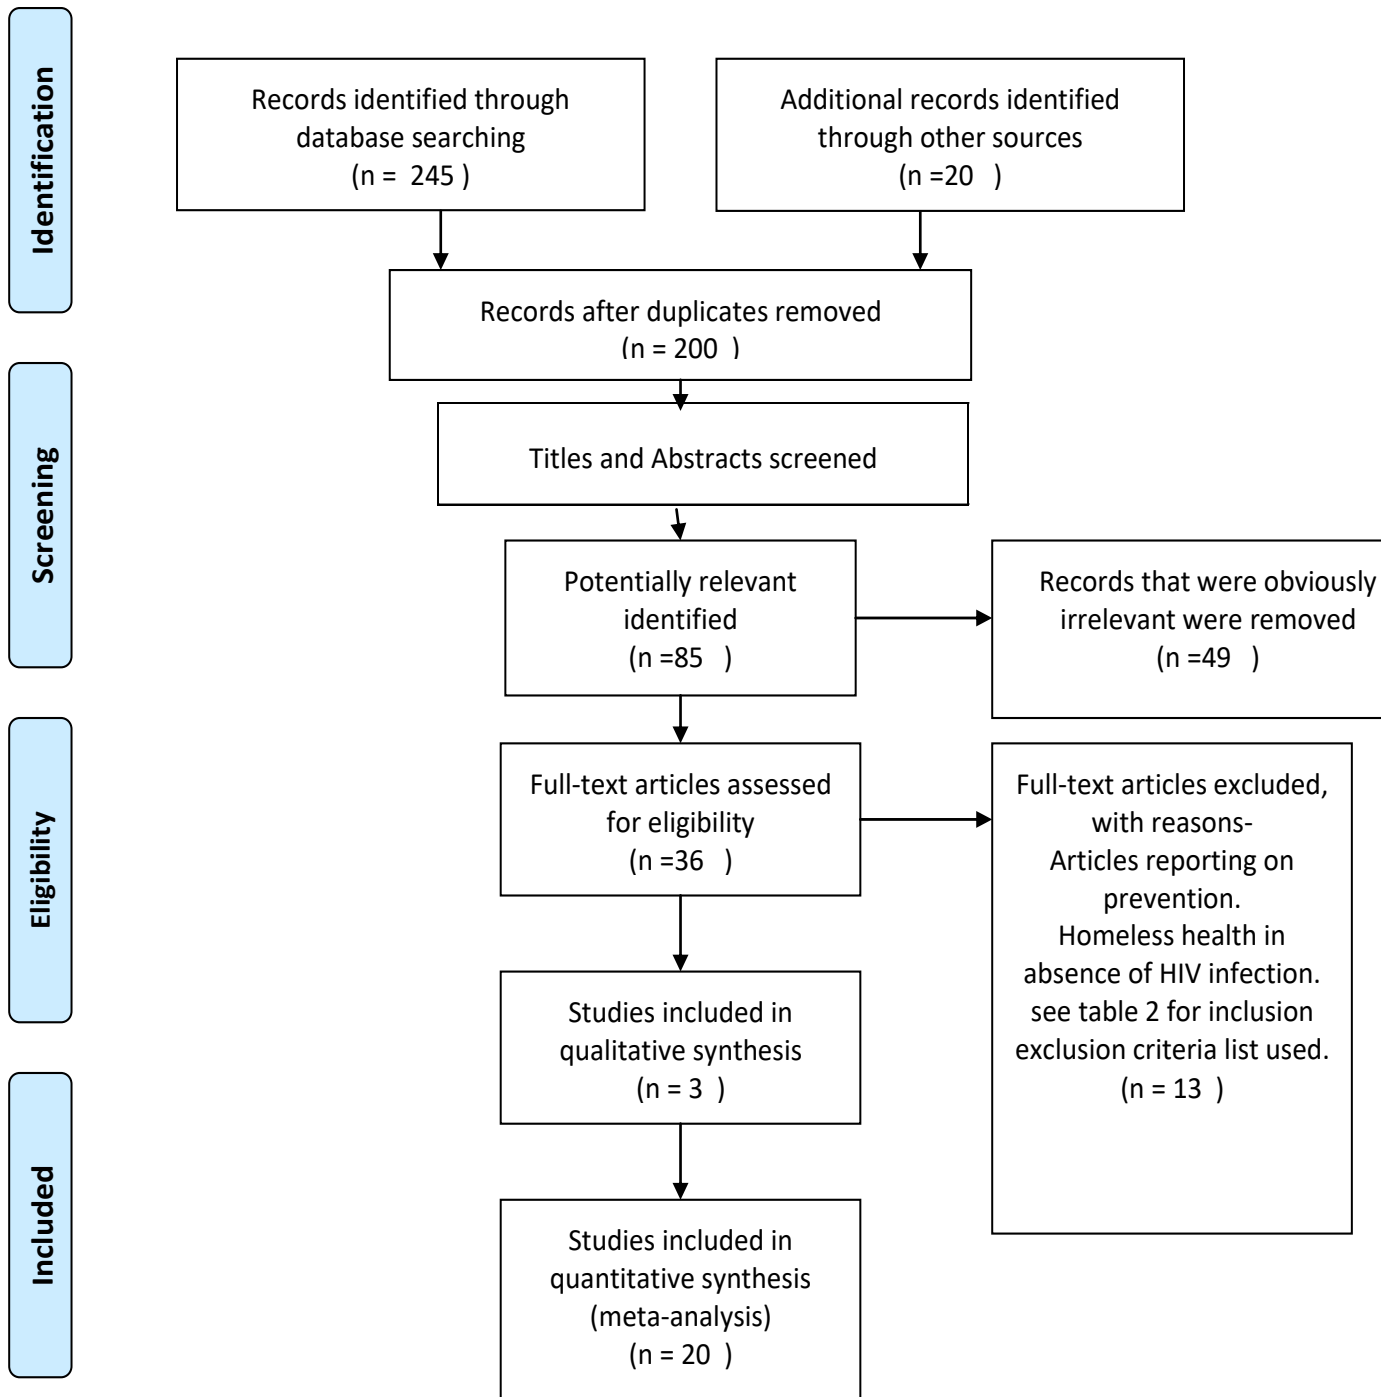 Identification
Records identified through
database searching
(n =  245 )
Additional records identified
through other sources
(n =20   )
Records after duplicates removed
(n = 200   )
Screening
Titles and Abstracts screened
Potentially relevant
identified
(n =85   )
Records that were obviously
irrelevant were removed
(n =49   )
Eligibility
Full-text articles assessed
for eligibility
(n =36   )
Full-text articles excluded,
with reasons-
Articles reporting on
prevention.
Homeless health in
absence of HIV infection.
see table 2 for inclusion
exclusion criteria list used.
(n = 13   )
Studies included in
qualitative synthesis
(n = 3   )
Included
Studies included in
quantitative synthesis
(meta-analysis)
(n = 20   )